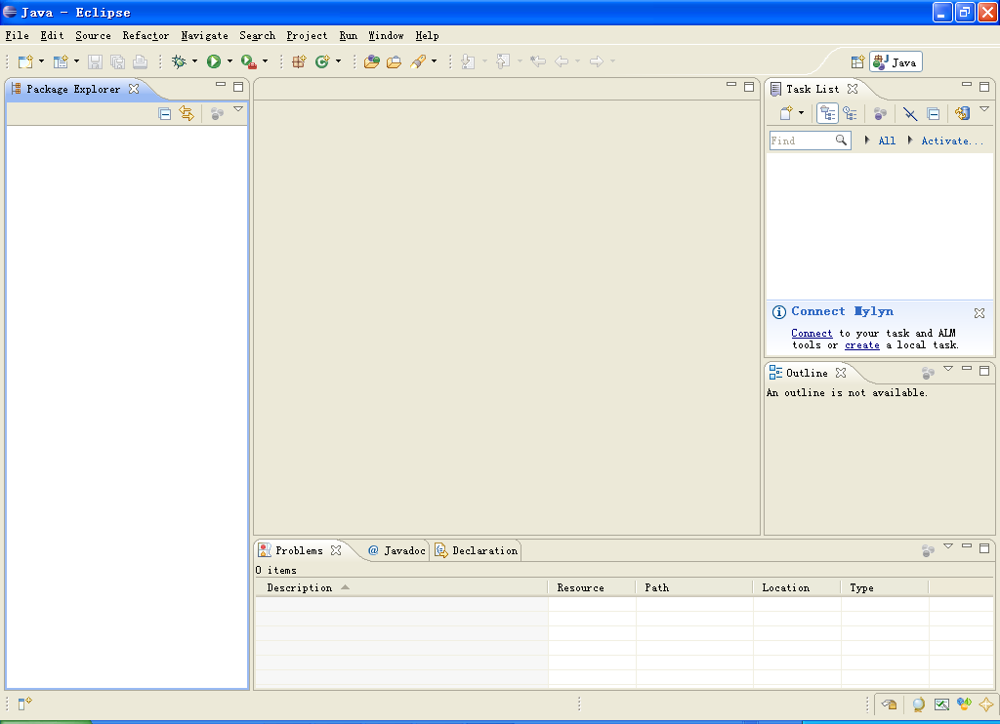 Java - Eclipse
File Edit Source Refactor Navigate Search Project Run Window Help
Java
Package Explorer
Task List
Find All Activate...
Connect Mylyn
Connect to your task and ALM
tools or create a local task.
Outline
An outline is not available.
Problems @ Javadoc Declaration
0 items
Description Resource Path Location Type